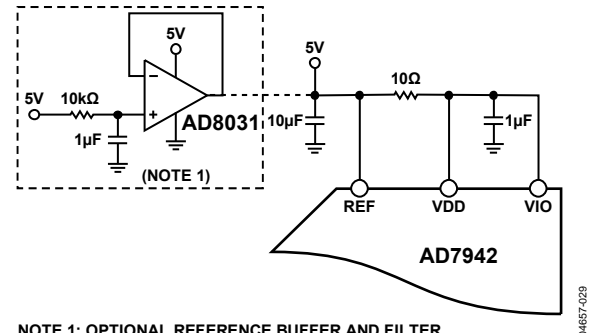 5V
5V
5V
10kΩ
10Ω
−
+
AD8031
10µF
1µF
1µF
(NOTE 1)
REF
VDD
VIO
AD7942
NOTE 1: OPTIONAL REFERENCE BUFFER AND FILTER
04657-029